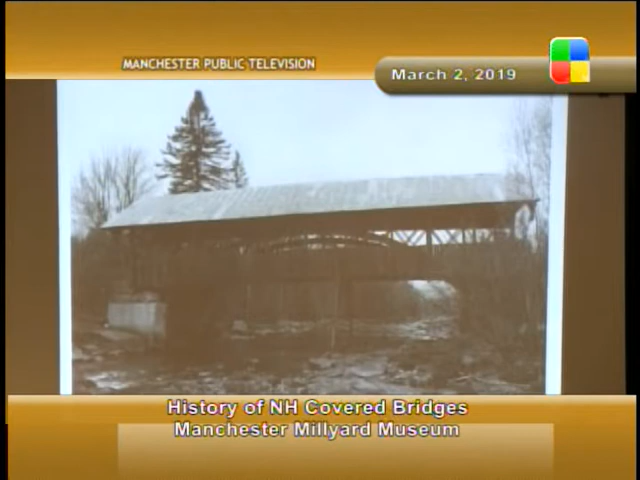 MANCHESTER PUBLIC TELEVISION
March 2, 2019
History of NH Covered Bridges
Manchester Millyard Museum